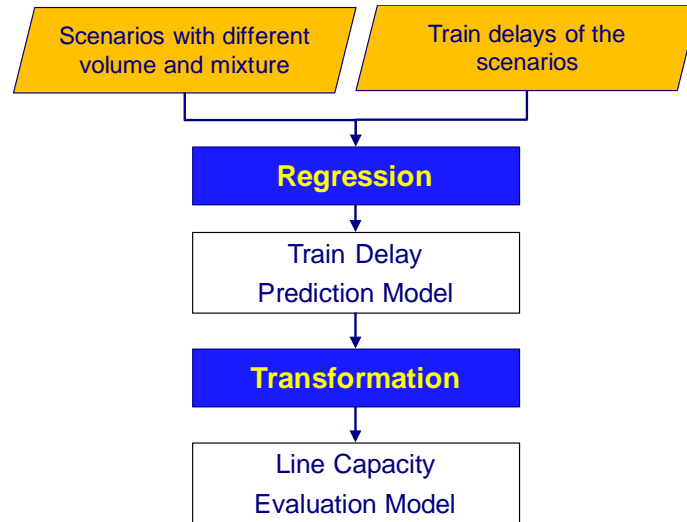 Scenarios with different
volume and mixture
Train delays of the
scenarios
Regression
Train Delay
Prediction Model
Transformation
Line Capacity
Evaluation Model